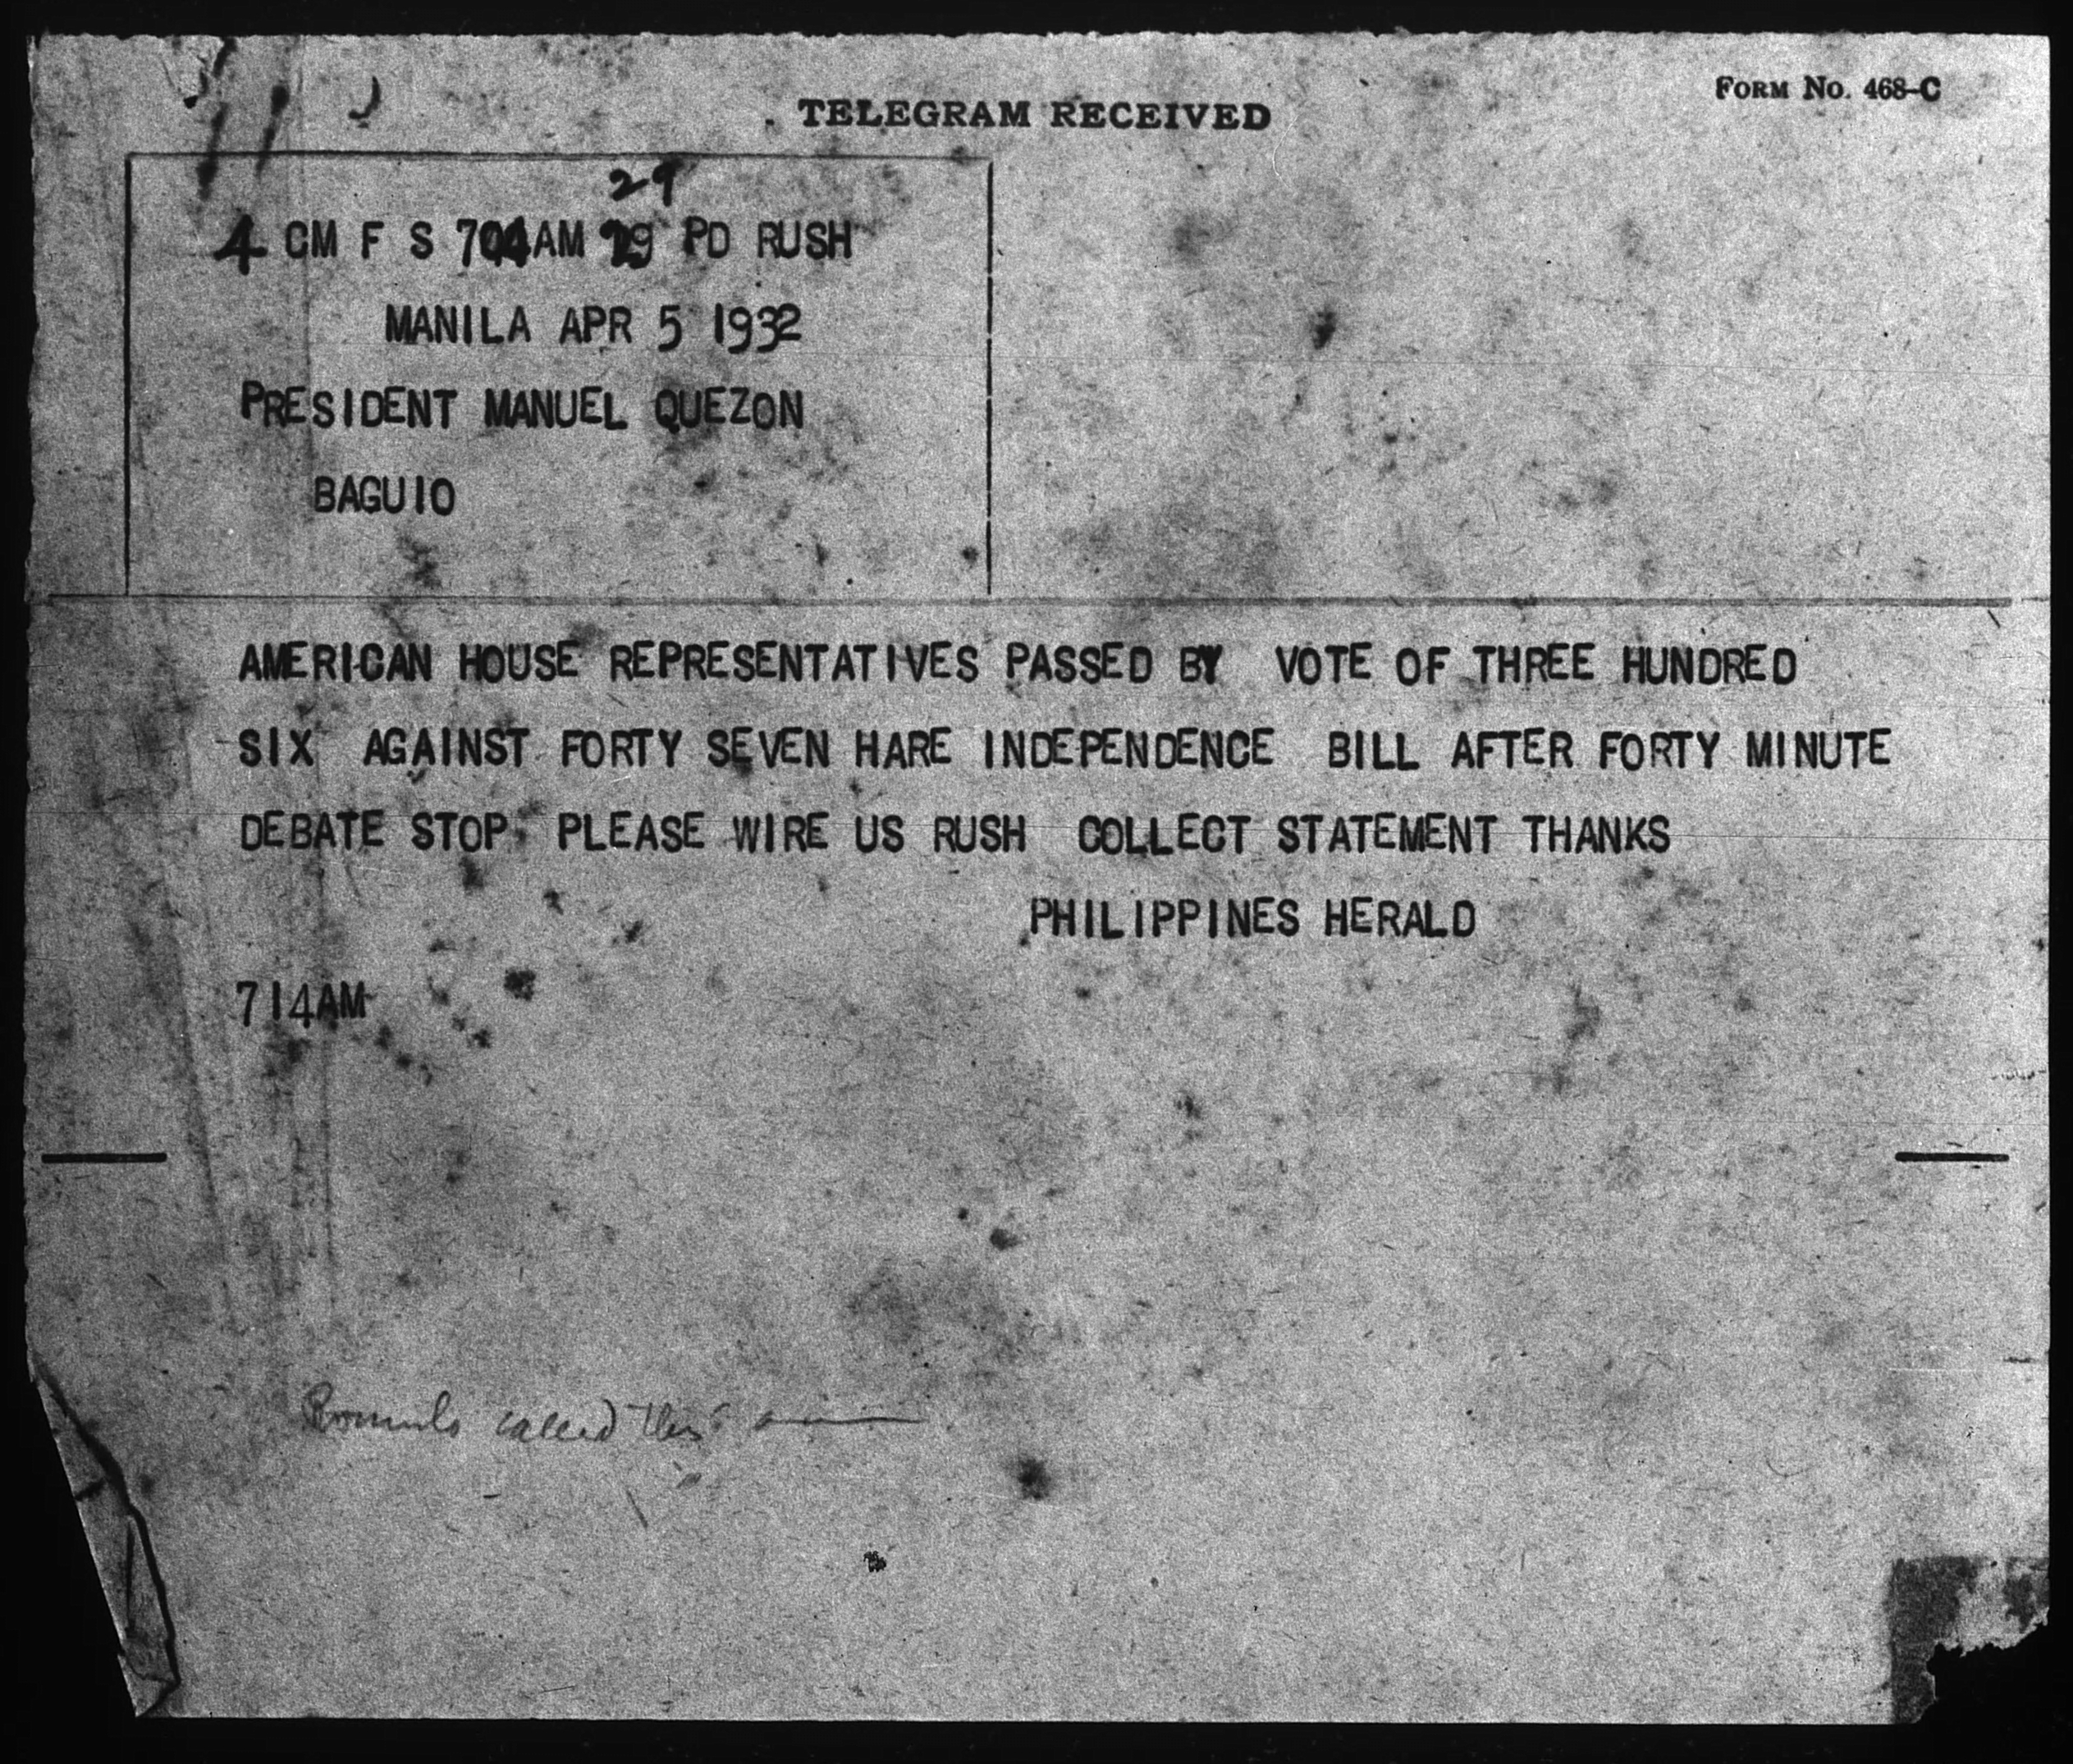 FORM NO. 468-C
TELEGRAM RECEIVED
29
4 CM F S 704AM 29 PD RUSH
MANILA APR 5 1932
PRESIDENT MANUEL QUEZON
BAGUIO
AMERICAN HOUSE REPRESENTATIVES PASSED BY VOTE OF THREE HUNDRED
SIX AGAINST FORTY SEVEN HARE INDEPENDENCE BILL AFTER FORTY MINUTE
DEBATE STOP PLEASE WIRE US RUSH COLLECT STATEMENT THANKS
PHILIPPINES HERALD
714AM
Romulo called this